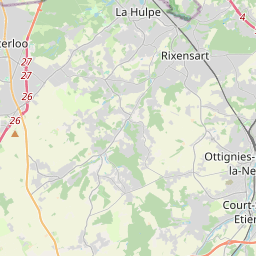 La Hulpe
4
erloo
Rixensart
27
27
26
26
Ottignies-
la-Ne
Court-
Etien